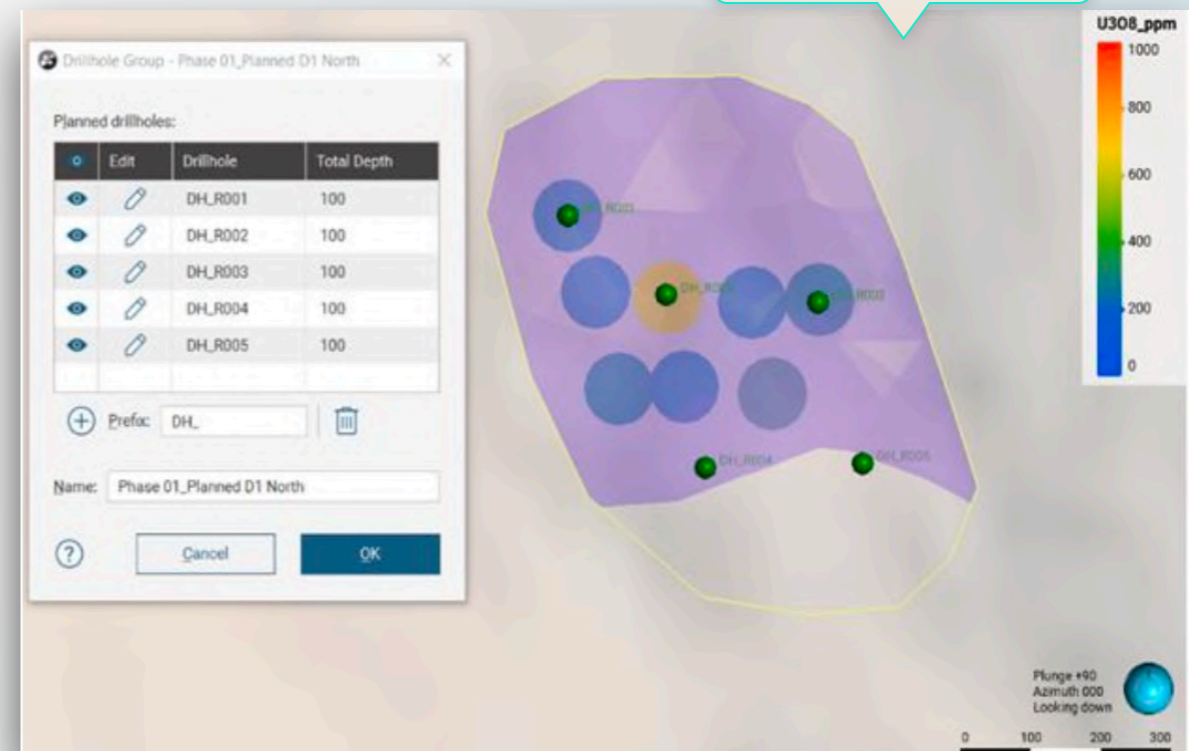 Drillhole Group - Phase 01_Planned D1 North
Planned drillholes:
Edit Drillhole Total Depth
DH_R001 100
DH_R002 100
DH_R003 100
DH_R004 100
DH_R005 100
Prefix: DH_
Name: Phase 01_Planned D1 North
? Cancel OK
U3O8_ppm
1000
800
600
400
200
0
DH_R004
Plunge +90
Azimuth 000
Looking down
0 100 200 300